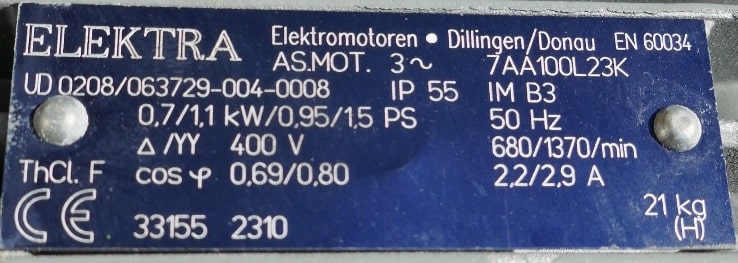 ELEKTRA Elektromotoren • Dillingen/Donau EN 60034
AS.MOT. 3~ 7AA100L23K
UD 0208/063729-004-0008 IP 55 IM B3
0,7/1,1 kW/0,95/1,5 PS 50 Hz
Δ/YY 400 V 680/1370/min
ThCl. F cos φ 0,69/0,80 2,2/2,9 A
CE 33155 2310 21 kg
(H)